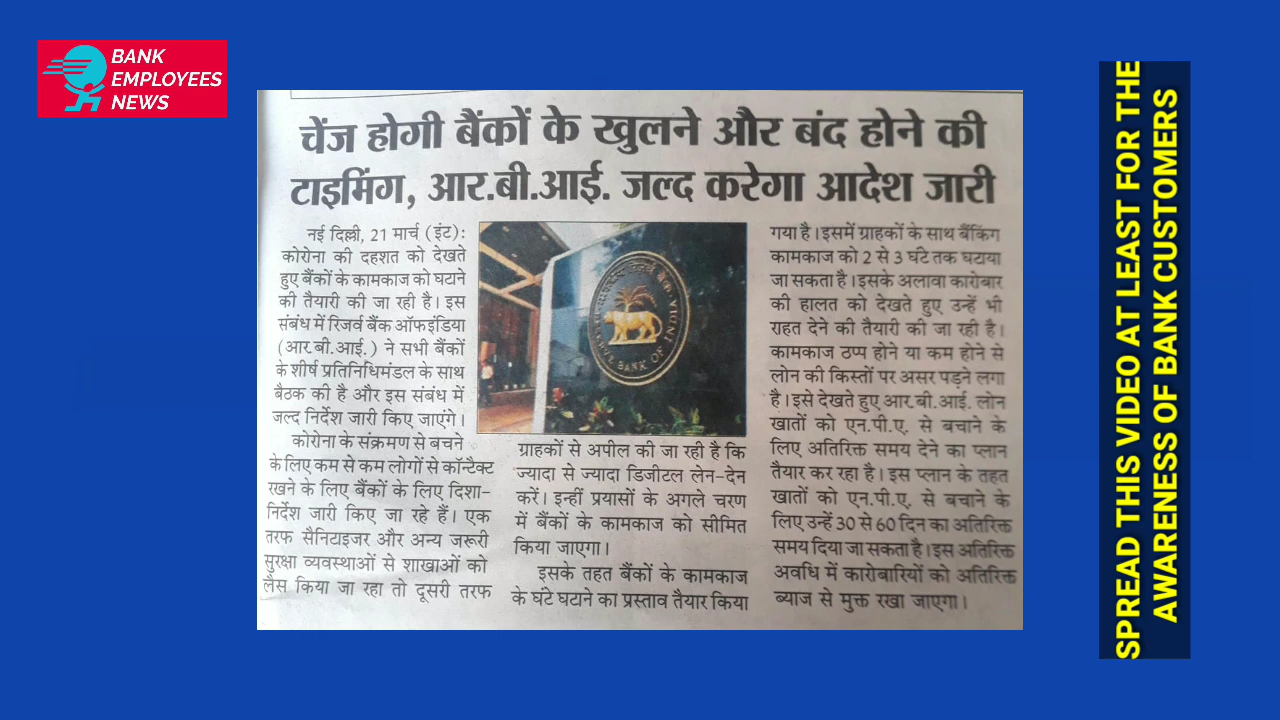 BANK
EMPLOYEES
NEWS
चेंज होगी बैंकों के खुलने और बंद होने की
टाइमिंग, आर.बी.आई. जल्द करेगा आदेश जारी
नई दिल्ली, 21 मार्च (इंट):
कोरोना की दहशत को देखते
हुए बैंकों के कामकाज को घटाने
की तैयारी की जा रही है। इस
संबंध में रिजर्व बैंक ऑफ इंडिया
(आर.बी.आई.) ने सभी बैंकों
के शीर्ष प्रतिनिधिमंडल के साथ
बैठक की है और इस संबंध में
जल्द निर्देश जारी किए जाएंगे।
कोरोना के संक्रमण से बचने
के लिए कम से कम लोगों से कॉन्टैक्ट
रखने के लिए बैंकों के लिए दिशा-
निर्देश जारी किए जा रहे हैं। एक
तरफ सैनिटाइजर और अन्य जरूरी
सुरक्षा व्यवस्थाओं से शाखाओं को
लैस किया जा रहा तो दूसरी तरफ
ग्राहकों से अपील की जा रही है कि
ज्यादा से ज्यादा डिजीटल लेन-देन
करें। इन्हीं प्रयासों के अगले चरण
में बैंकों के कामकाज को सीमित
किया जाएगा।
इसके तहत बैंकों के कामकाज
के घंटे घटाने का प्रस्ताव तैयार किया
गया है। इसमें ग्राहकों के साथ बैंकिंग
कामकाज को 2 से 3 घंटे तक घटाया
जा सकता है। इसके अलावा कारोबार
की हालत को देखते हुए उन्हें भी
राहत देने की तैयारी की जा रही है।
कामकाज ठप्प होने या कम होने से
लोन की किस्तों पर असर पड़ने लगा
है। इसे देखते हुए आर.बी.आई. लोन
खातों को एन.पी.ए. से बचाने के
लिए अतिरिक्त समय देने का प्लान
तैयार कर रहा है। इस प्लान के तहत
खातों को एन.पी.ए. से बचाने के
लिए उन्हें 30 से 60 दिन का अतिरिक्त
समय दिया जा सकता है। इस अतिरिक्त
अवधि में कारोबारियों को अतिरिक्त
ब्याज से मुक्त रखा जाएगा।
BANK OF INDIA
SPREAD THIS VIDEO AT LEAST FOR THE
AWARENESS OF BANK CUSTOMERS